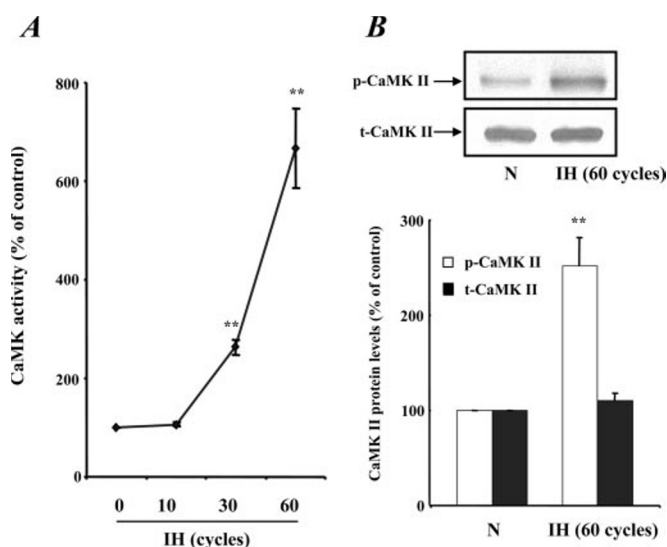 A
CaMK activity (% of control)
800
600
400
200
0
**
**
0 10 30 60
IH (cycles)
B
p-CaMK II
t-CaMK II
N IH (60 cycles)
CaMK II protein levels (% of control)
300
200
100
0
**
p-CaMK II
t-CaMK II
N IH (60 cycles)